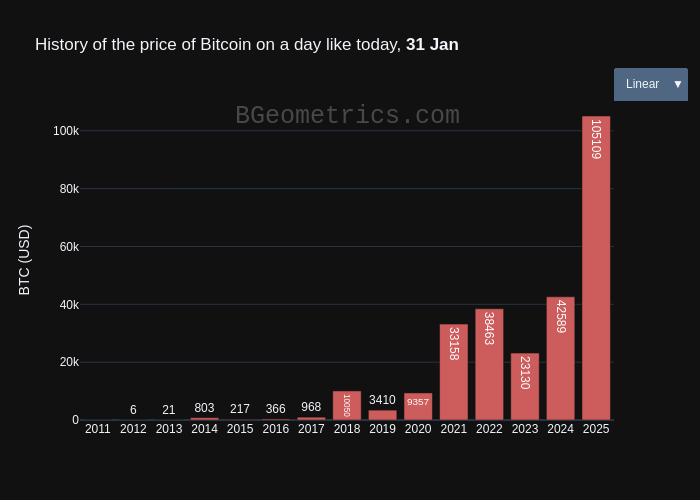 History of the price of Bitcoin on a day like today, 31 Jan
Linear ▼
BGeometrics.com
BTC (USD)
100k
80k
60k
40k
20k
0
6
21
803
217
366
968
10050
3410
9357
33158
38463
23130
42589
105109
2011 2012 2013 2014 2015 2016 2017 2018 2019 2020 2021 2022 2023 2024 2025